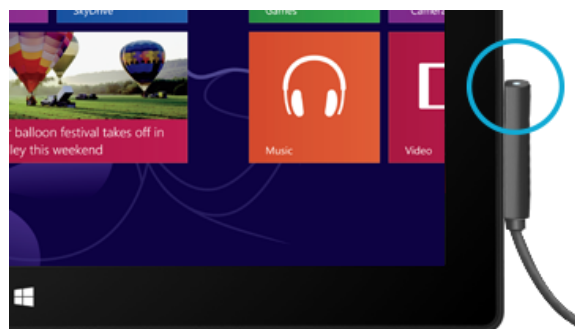 SkyDrive
Games
Camera
r balloon festival takes off in
ley this weekend
Music
Video